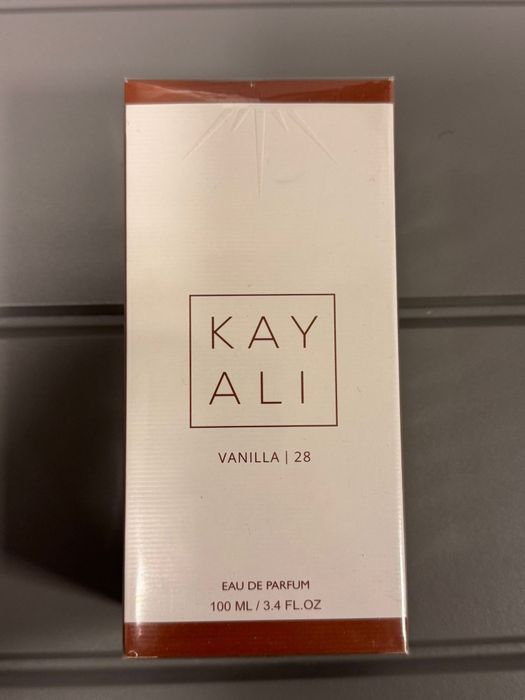 KAY
ALI
VANILLA | 28
EAU DE PARFUM
100 ML / 3.4 FL.OZ